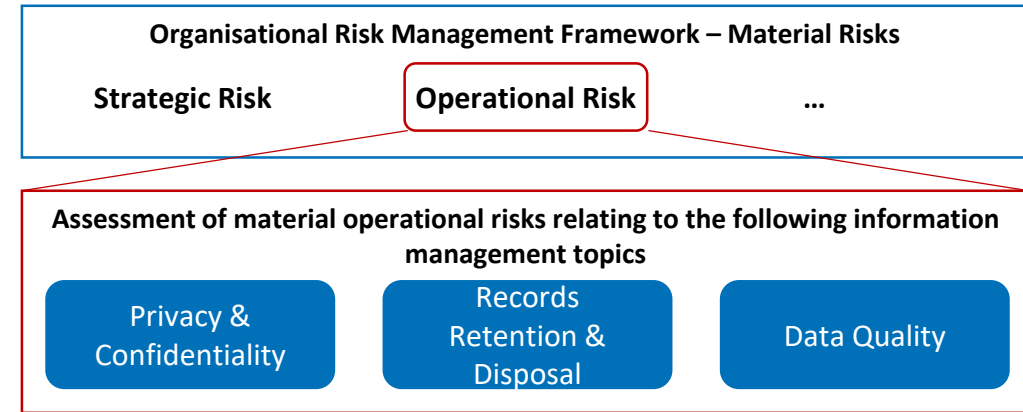 Organisational Risk Management Framework – Material Risks
Strategic Risk
Operational Risk
...
Assessment of material operational risks relating to the following information
management topics
Privacy &
Confidentiality
Records
Retention &
Disposal
Data Quality